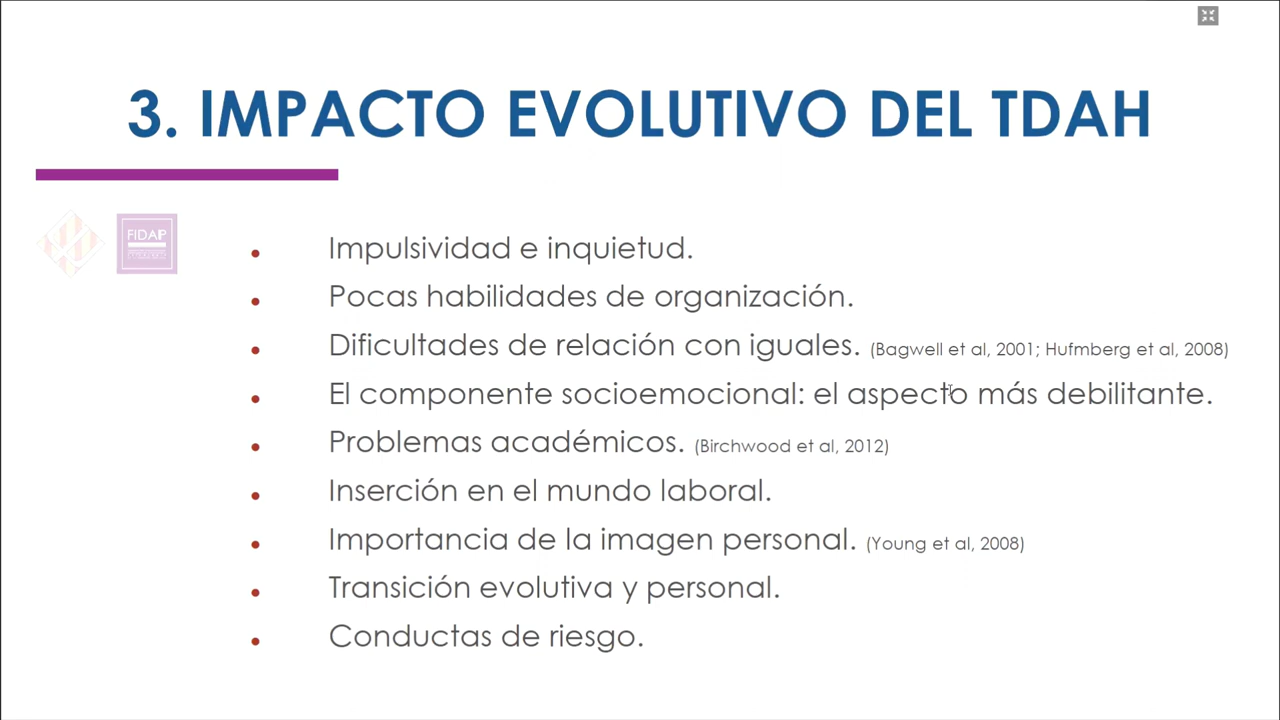 3. IMPACTO EVOLUTIVO DEL TDAH
FIDAP
• Impulsividad e inquietud.
• Pocas habilidades de organización.
• Dificultades de relación con iguales. (Bagwell et al, 2001; Hufmberg et al, 2008)
• El componente socioemocional: el aspecto más debilitante.
• Problemas académicos. (Birchwood et al, 2012)
• Inserción en el mundo laboral.
• Importancia de la imagen personal. (Young et al, 2008)
• Transición evolutiva y personal.
• Conductas de riesgo.